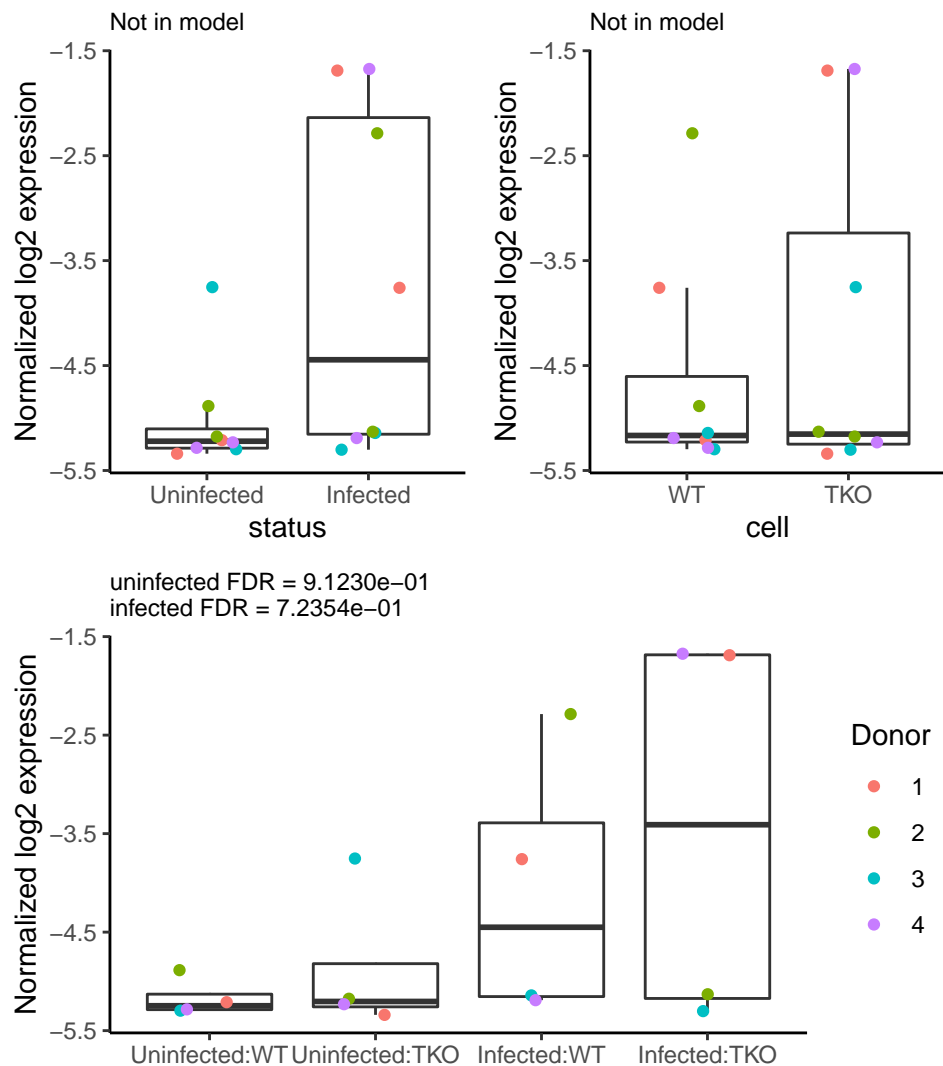 Not in model
Normalized log2 expression
−1.5
−2.5
−3.5
−4.5
−5.5
Uninfected
Infected
status
Not in model
Normalized log2 expression
−1.5
−2.5
−3.5
−4.5
−5.5
WT
TKO
cell
uninfected FDR = 9.1230e−01
infected FDR = 7.2354e−01
Normalized log2 expression
−1.5
−2.5
−3.5
−4.5
−5.5
Uninfected:WT
Uninfected:TKO
Infected:WT
Infected:TKO
Donor
1
2
3
4